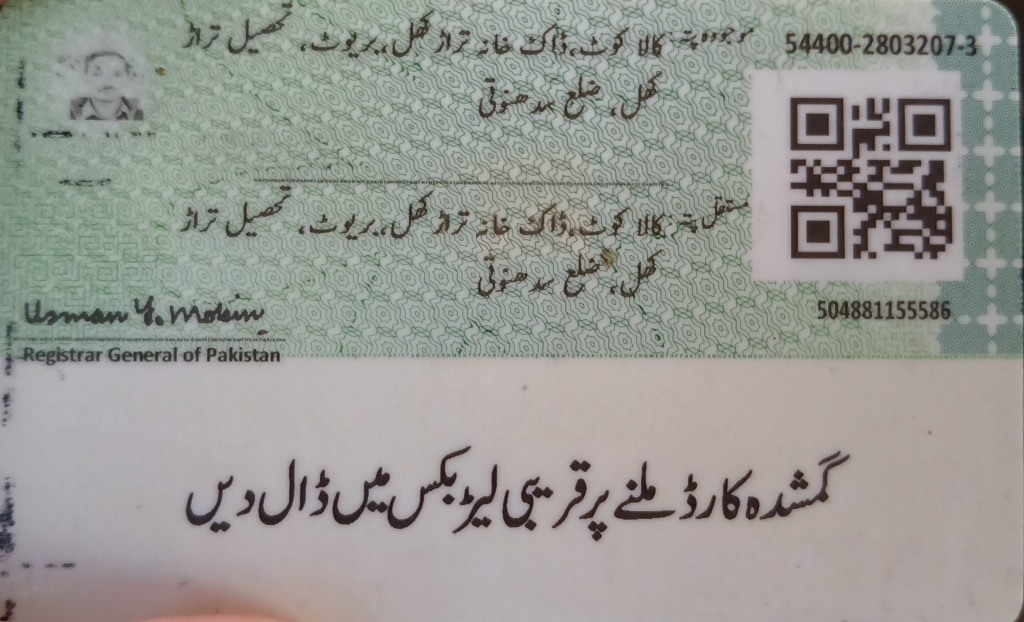 موجودہ پتہ: کالا کوٹ، ڈاک خانہ تراڑ کھل، بریوٹ، تحصیل تراڑ
کھل، ضلع سدھنوتی
54400-2803207-3
مستقل پتہ: کالا کوٹ، ڈاک خانہ تراڑ کھل، بریوٹ، تحصیل تراڑ
کھل، ضلع سدھنوتی
504881155586
Usman Y. Mobin
Registrar General of Pakistan
گمشدہ کارڈ ملنے پر قریبی لیٹر بکس میں ڈال دیں